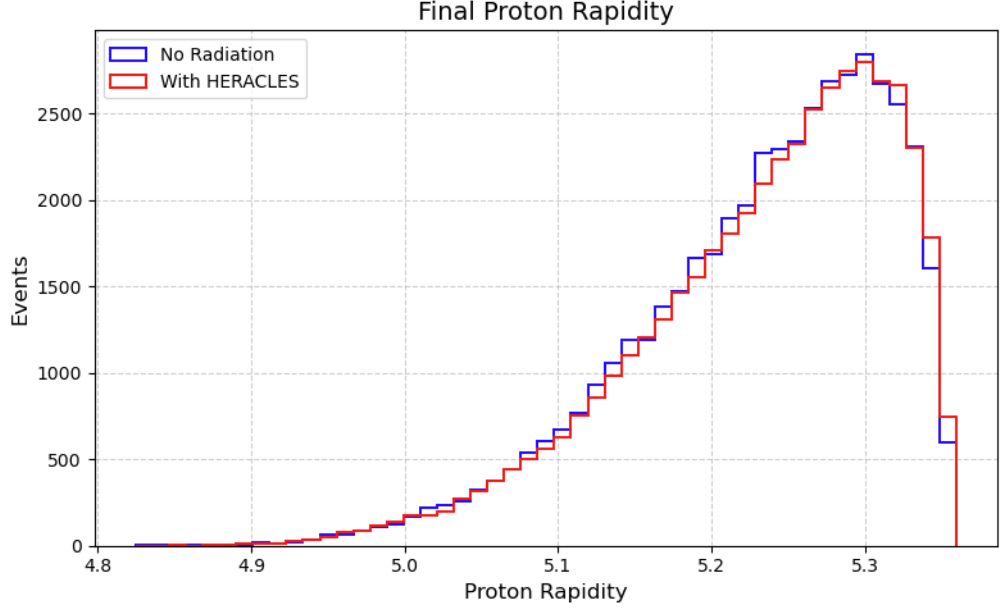 Final Proton Rapidity
No Radiation
With HERACLES
Events
2500
2000
1500
1000
500
0
4.8 4.9 5.0 5.1 5.2 5.3
Proton Rapidity